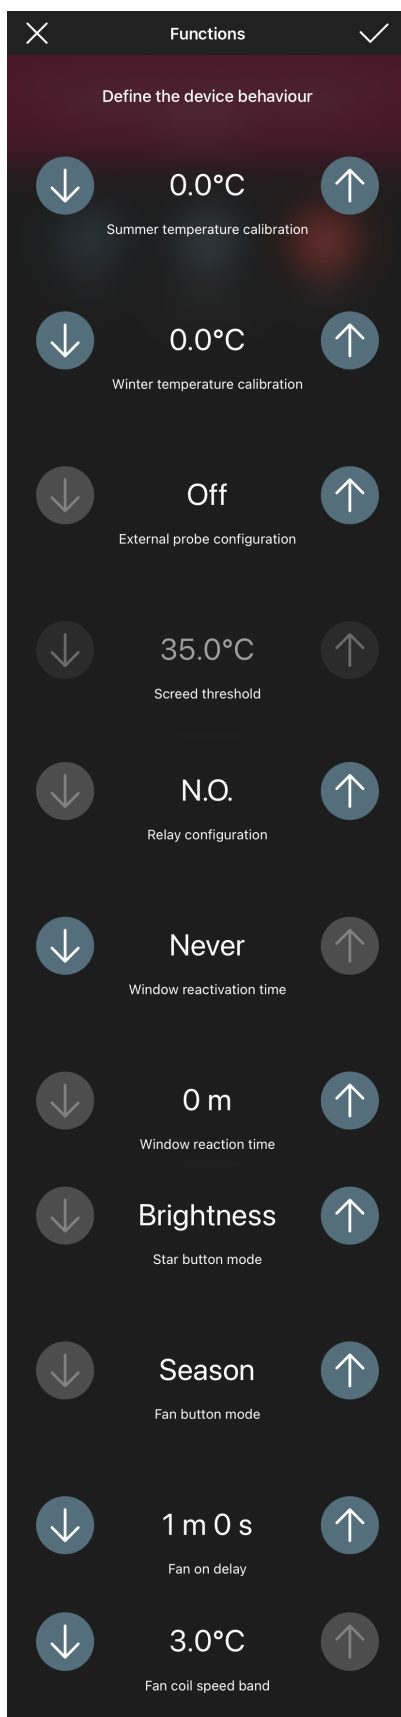 Functions
Define the device behaviour
0.0°C
Summer temperature calibration
0.0°C
Winter temperature calibration
Off
External probe configuration
35.0°C
Screed threshold
N.O.
Relay configuration
Never
Window reactivation time
0 m
Window reaction time
Brightness
Star button mode
Season
Fan button mode
1 m 0 s
Fan on delay
3.0°C
Fan coil speed band